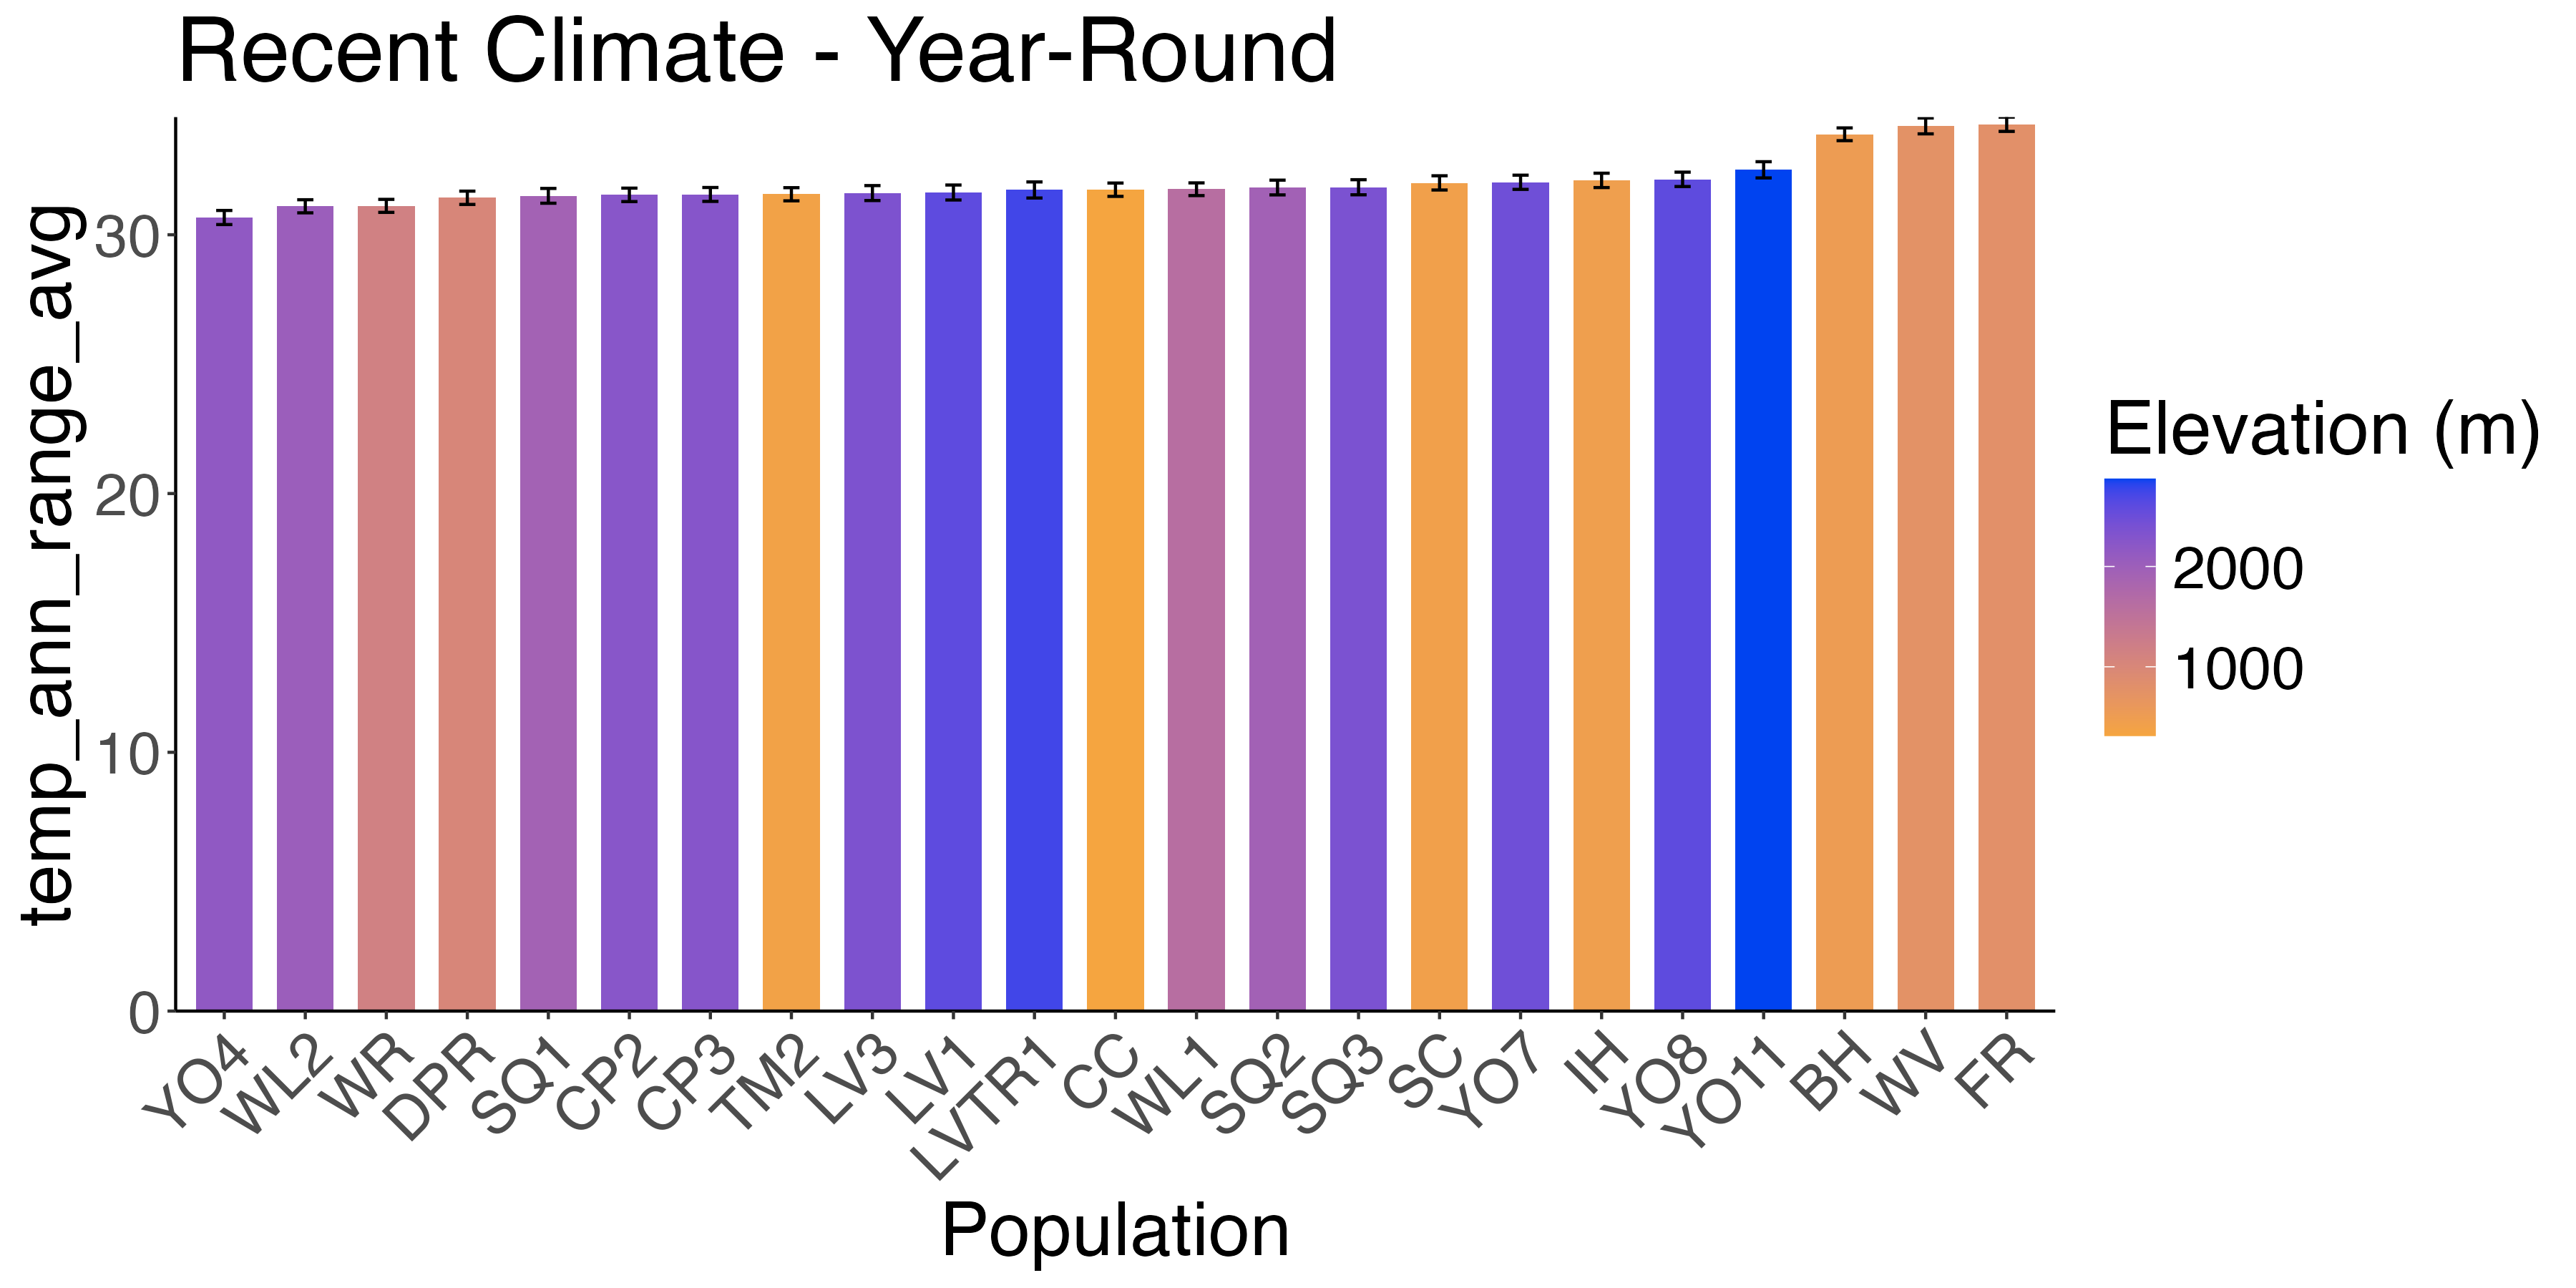 Recent Climate - Year-Round
temp_ann_range_avg
30
20
10
0
YO4
WL2
WR
DPR
SQ1
CP2
CP3
TM2
LV3
LV1
LVTR1
CC
WL1
SQ2
SQ3
SC
YO7
IH
YO8
YO11
BH
WV
FR
Population
Elevation (m)
2000
1000